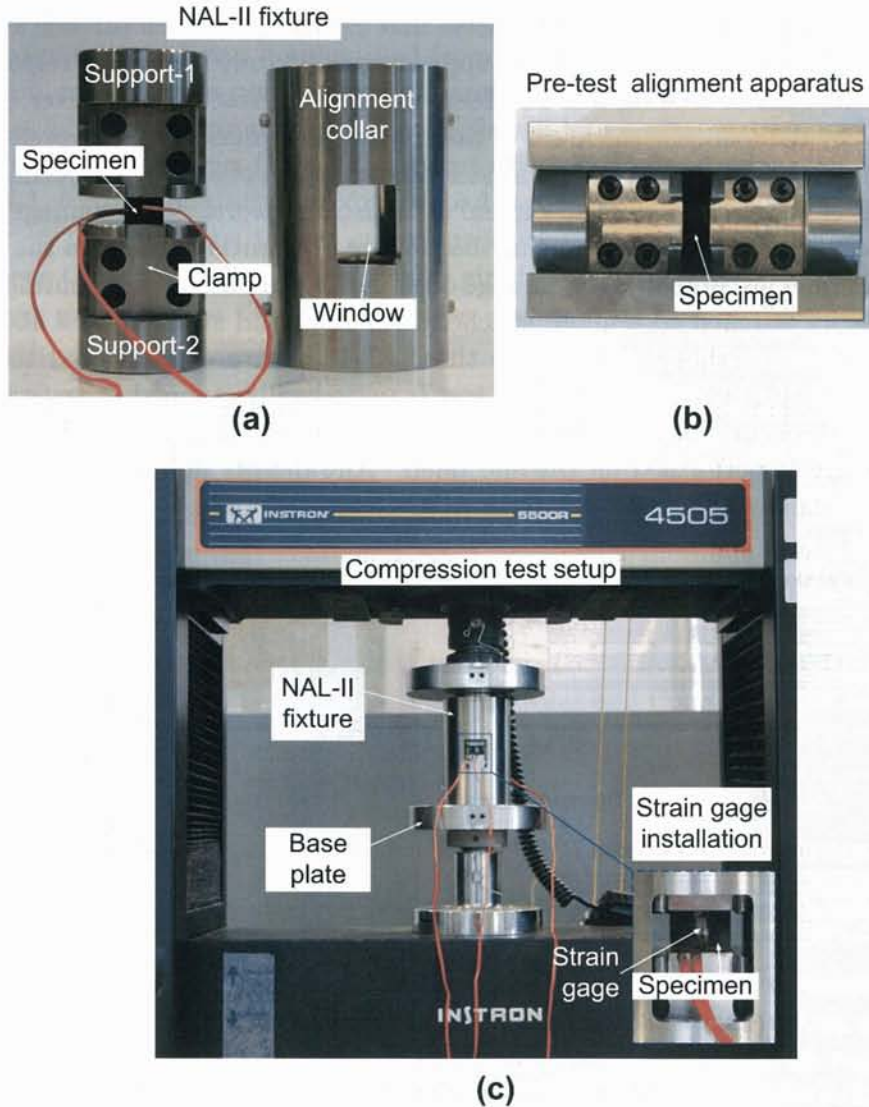 NAL-II fixture
Support-1
Specimen
Clamp
Support-2
Alignment
collar
Window
(a)
Pre-test alignment apparatus
Specimen
(b)
INSTRON
5500R
4505
Compression test setup
NAL-II
fixture
Base
plate
Strain gage
installation
Strain
gage
Specimen
INSTRON
(c)